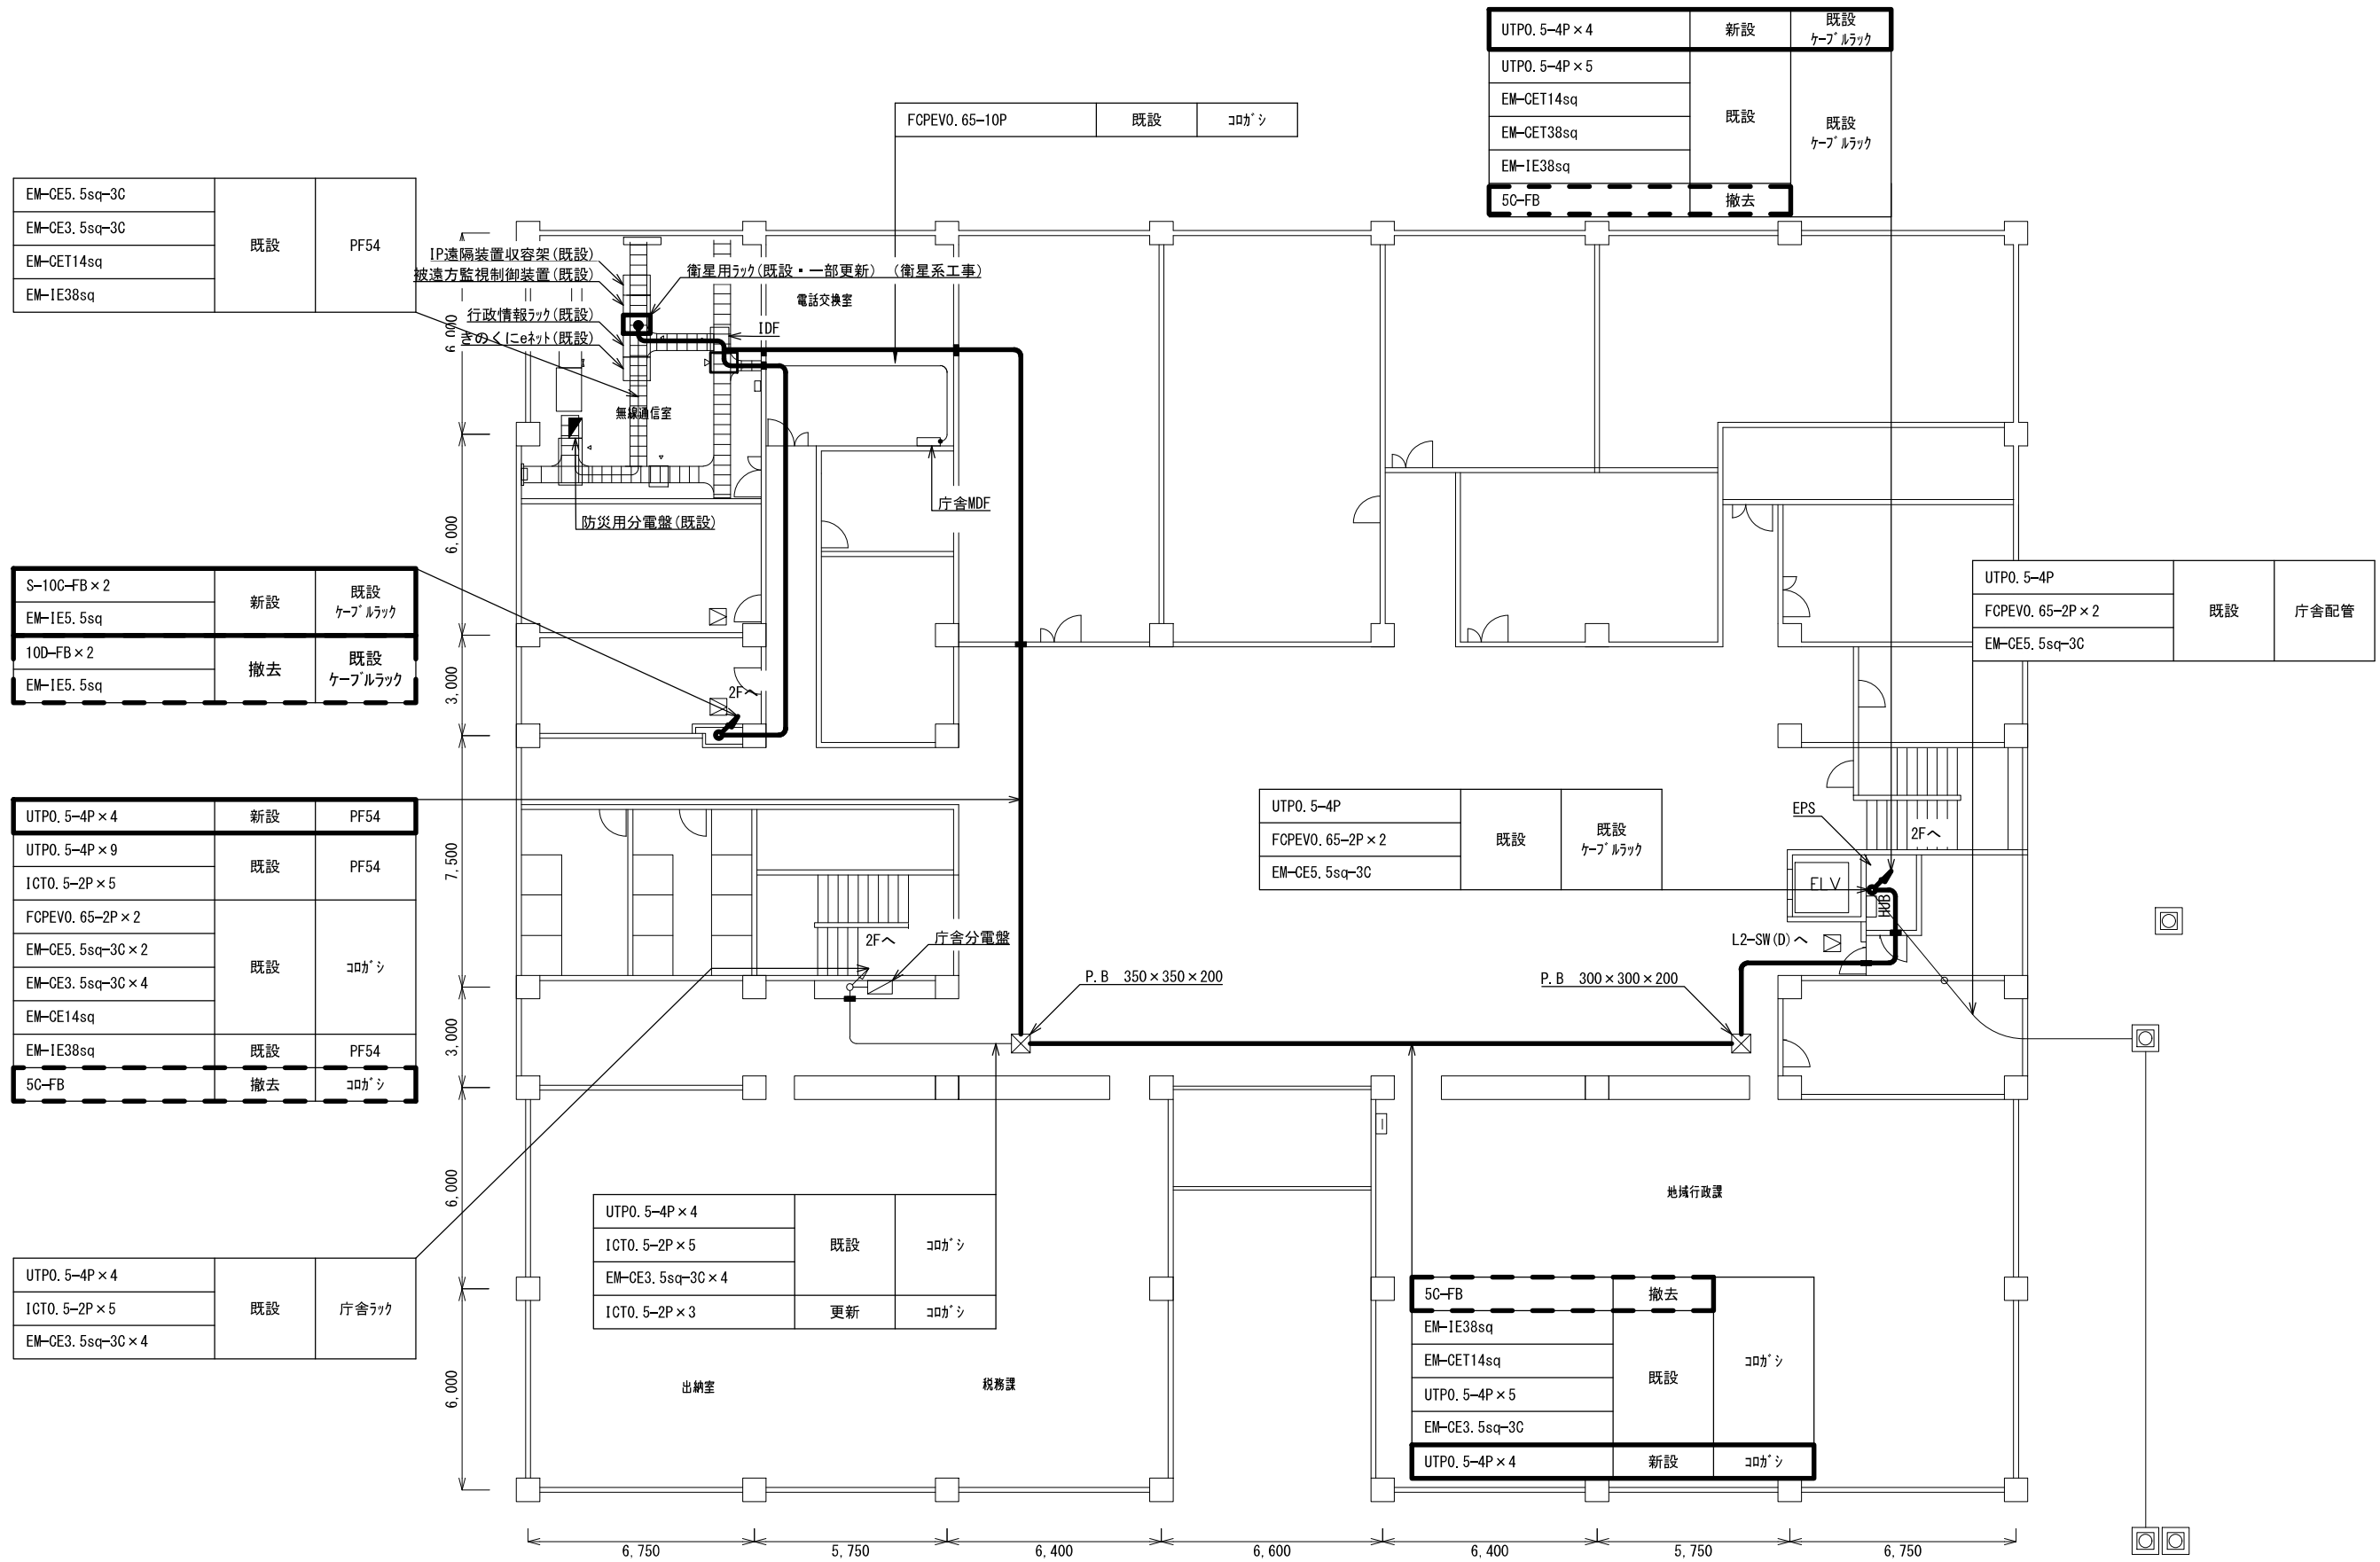 UTP0.5-4P×4 新設 既設
ｹｰﾌﾞﾙﾗｯｸ
UTP0.5-4P×5
EM-CET14sq
EM-CET38sq
EM-IE38sq
既設
既設
ｹｰﾌﾞﾙﾗｯｸ
5C-FB 撤去
FCPEV0.65-10P 既設 ｺﾛｶﾞｼ
EM-CE5.5sq-3C
EM-CE3.5sq-3C
EM-CET14sq
EM-IE38sq
既設
PF54
IP遠隔装置収容架(既設)
被遠方監視制御装置(既設)
行政情報ﾗｯｸ(既設)
きのくにeﾈｯﾄ(既設)
衛星用ﾗｯｸ(既設・一部更新) (衛星系工事)
電話交換室
IDF
無線通信室
防災用分電盤(既設)
庁舎MDF
6,000
6,000
3,000
7,500
3,000
6,000
6,000
S-10C-FB×2
EM-IE5.5sq
新設
既設
ｹｰﾌﾞﾙﾗｯｸ
10D-FB×2
EM-IE5.5sq
撤去
既設
ｹｰﾌﾞﾙﾗｯｸ
2Fへ
UTP0.5-4P
FCPEV0.65-2P×2
EM-CE5.5sq-3C
既設
庁舎配管
UTP0.5-4P×4 新設 PF54
UTP0.5-4P×9
ICT0.5-2P×5
既設
PF54
FCPEV0.65-2P×2
EM-CE5.5sq-3C×2
EM-CE3.5sq-3C×4
EM-CE14sq
既設
ｺﾛｶﾞｼ
EM-IE38sq 既設 PF54
5C-FB 撤去 ｺﾛｶﾞｼ
UTP0.5-4P
FCPEV0.65-2P×2
EM-CE5.5sq-3C
既設
既設
ｹｰﾌﾞﾙﾗｯｸ
EPS
2Fへ
ELV
HUB
L2-SW(D)へ
2Fへ
庁舎分電盤
P.B 350×350×200
P.B 300×300×200
UTP0.5-4P×4
ICT0.5-2P×5
EM-CE3.5sq-3C×4
既設
庁舎ﾗｯｸ
UTP0.5-4P×4
ICT0.5-2P×5
EM-CE3.5sq-3C×4
既設
ｺﾛｶﾞｼ
ICT0.5-2P×3 更新 ｺﾛｶﾞｼ
地域行政課
5C-FB 撤去
EM-IE38sq
EM-CET14sq
UTP0.5-4P×5
EM-CE3.5sq-3C
既設
ｺﾛｶﾞｼ
UTP0.5-4P×4 新設 ｺﾛｶﾞｼ
出納室
税務課
6,750 5,750 6,400 6,600 6,400 5,750 6,750